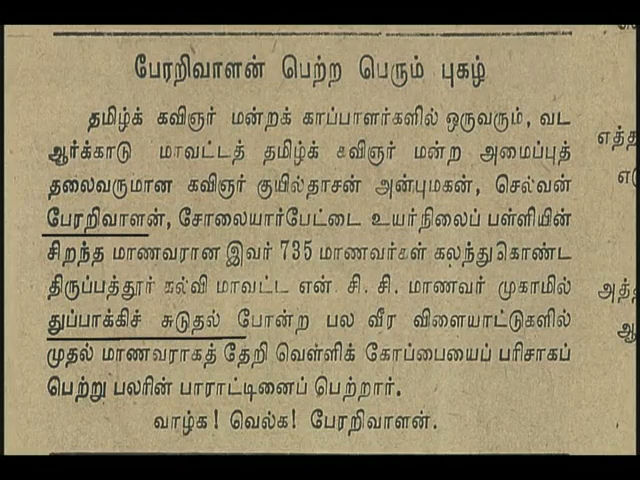 பேரறிவாளன் பெற்ற பெரும் புகழ்
தமிழ்க் கவிஞர் மன்றக் காப்பாளர்களில் ஒருவரும், வட
ஆர்க்காடு மாவட்டத் தமிழ்க் கவிஞர் மன்ற அமைப்புத்
தலைவருமான கவிஞர் குயில்தாசன் அன்புமகன், செல்வன்
பேரறிவாளன், சோலையார்பேட்டை உயர்நிலைப் பள்ளியின்
சிறந்த மாணவரான இவர் 735 மாணவர்கள் கலந்துகொண்ட
திருப்பத்தூர் கல்வி மாவட்ட என். சி. சி. மாணவர் முகாமில்
துப்பாக்கிச் சுடுதல் போன்ற பல வீர விளையாட்டுகளில்
முதல் மாணவராகத் தேறி வெள்ளிக் கோப்பையைப் பரிசாகப்
பெற்று பலரின் பாராட்டினைப் பெற்றார்.
வாழ்க! வெல்க! பேரறிவாளன்.